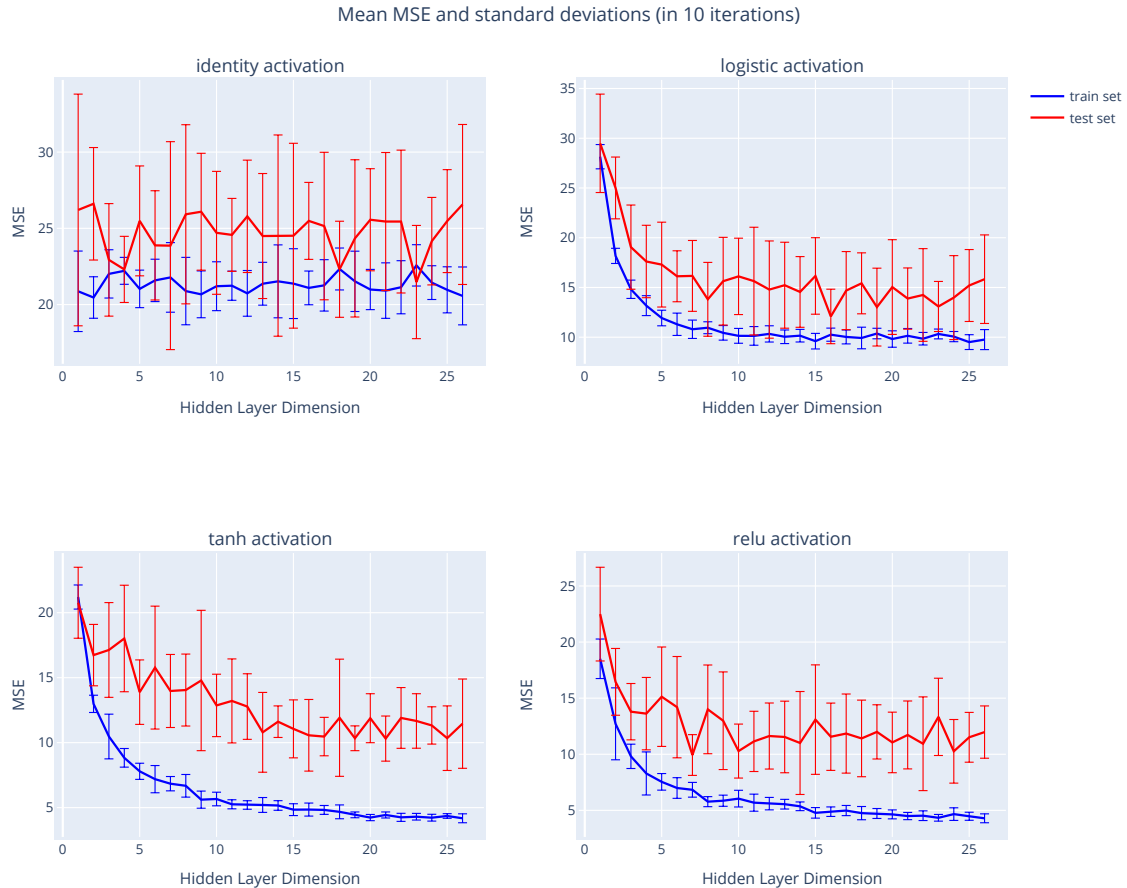 Mean MSE and standard deviations (in 10 iterations)
identity activation
logistic activation
train set
test set
MSE
30
25
20
0 5 10 15 20 25
Hidden Layer Dimension
MSE
35
30
25
20
15
10
0 5 10 15 20 25
Hidden Layer Dimension
tanh activation
relu activation
MSE
20
15
10
5
0 5 10 15 20 25
Hidden Layer Dimension
MSE
25
20
15
10
5
0 5 10 15 20 25
Hidden Layer Dimension